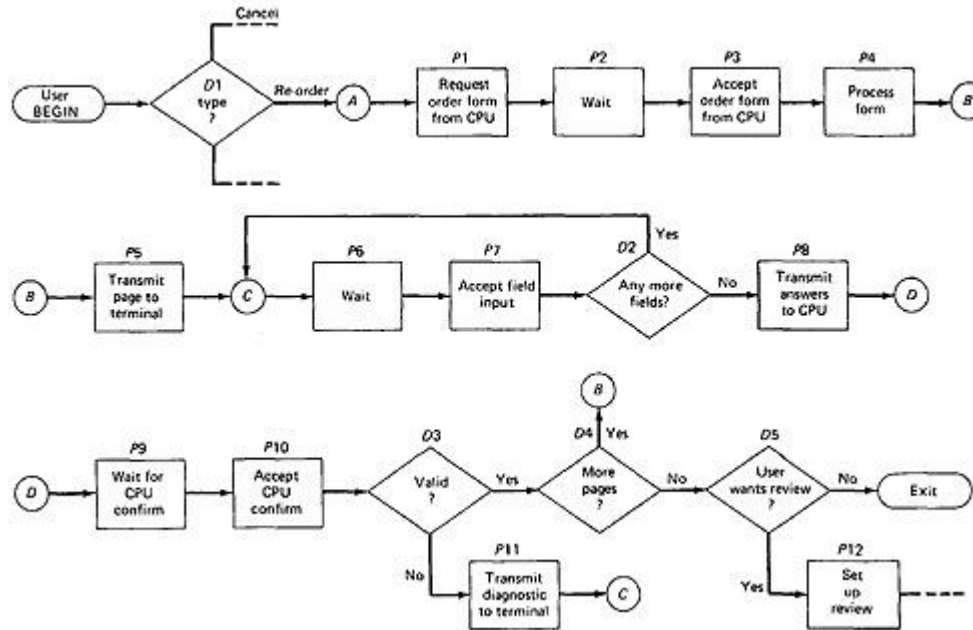 Cancel
User
BEGIN
D1
type
?
Re-order
A
P1
Request
order form
from CPU
P2
Wait
P3
Accept
order form
from CPU
P4
Process
form
B
B
P5
Transmit
page to
terminal
C
P6
Wait
P7
Accept field
input
D2
Yes
Any more
fields?
No
P8
Transmit
answers
to CPU
D
D
P9
Wait for
CPU
confirm
P10
Accept
CPU
confirm
D3
Valid
?
Yes
No
P11
Transmit
diagnostic
to terminal
C
B
D4
Yes
More
pages
?
No
D5
User
wants review
?
No
Exit
Yes
P12
Set
up
review